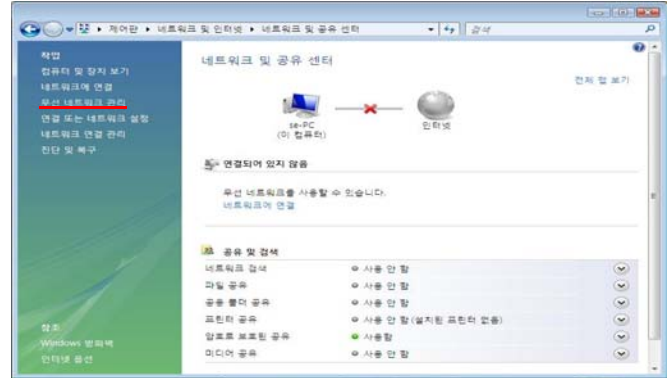 제어판 ▸ 네트워크 및 인터넷 ▸ 네트워크 및 공유 센터
검색
작업
컴퓨터 및 장치 보기
네트워크에 연결
무선 네트워크 관리
연결 또는 네트워크 설정
네트워크 연결 관리
진단 및 복구
참조
Windows 방화벽
인터넷 옵션
네트워크 및 공유 센터
전체 맵 보기
se-PC
(이 컴퓨터)
인터넷
연결되어 있지 않음
무선 네트워크를 사용할 수 있습니다.
네트워크에 연결
공유 및 검색
네트워크 검색 사용 안 함
파일 공유 사용 안 함
공용 폴더 공유 사용 안 함
프린터 공유 사용 안 함 (설치된 프린터 없음)
암호로 보호된 공유 사용함
미디어 공유 사용 안 함